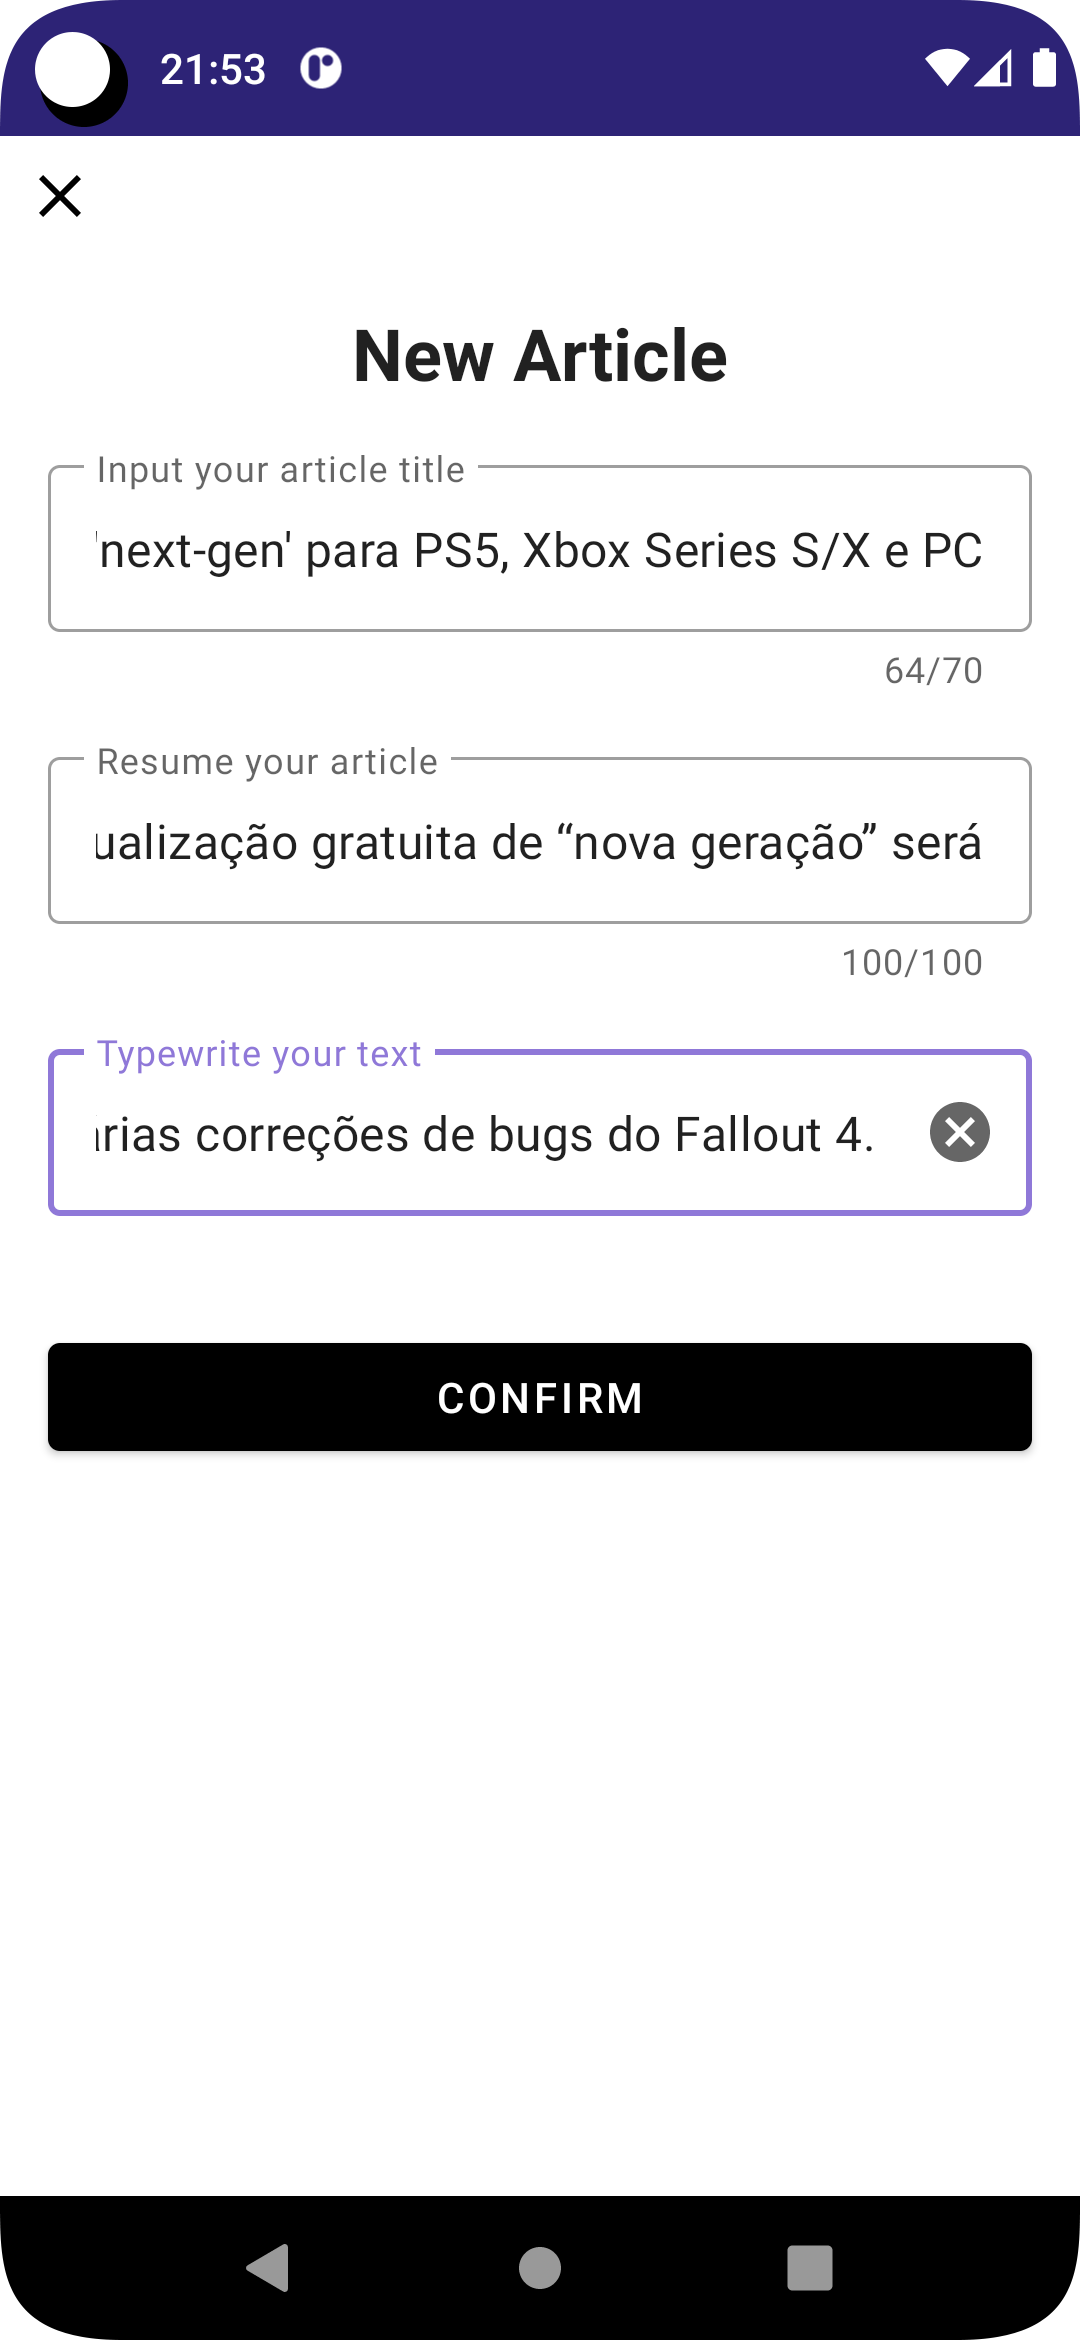 21:53
New Article
Input your article title
'next-gen' para PS5, Xbox Series S/X e PC
64/70
Resume your article
ualização gratuita de “nova geração” será
100/100
Typewrite your text
árias correções de bugs do Fallout 4.
CONFIRM